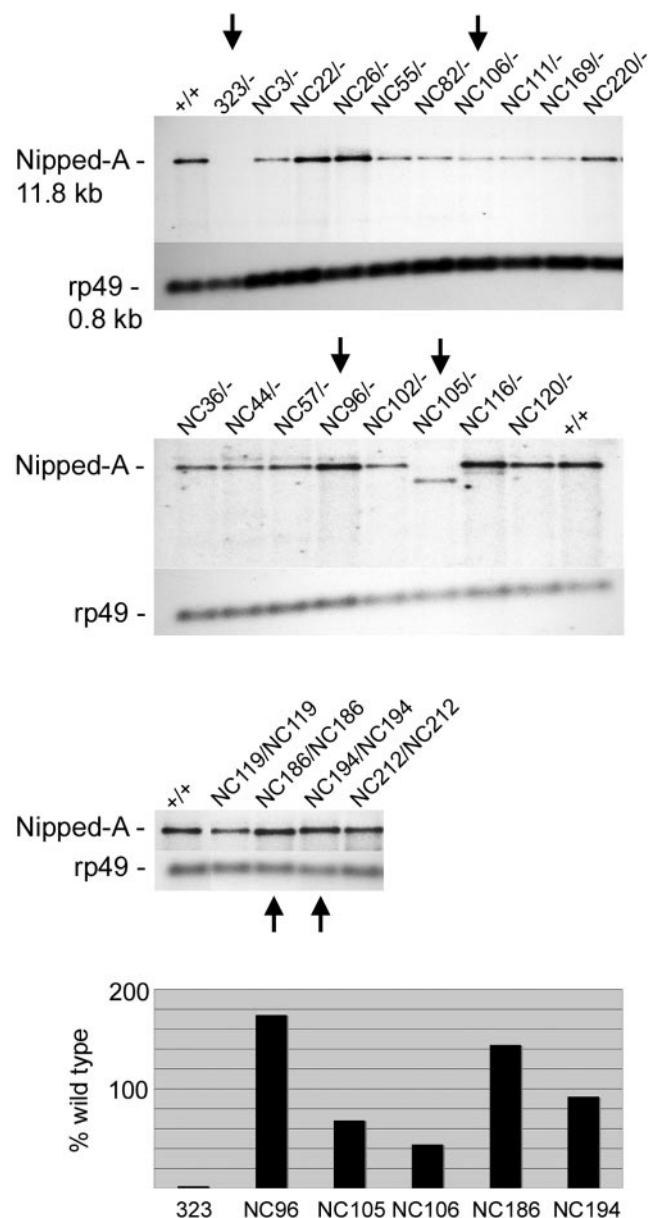 +/+ 323/- NC3/- NC22/- NC26/- NC55/- NC82/- NC106/- NC111/- NC169/- NC220/-
Nipped-A -
11.8 kb
rp49 -
0.8 kb
NC36/- NC44/- NC57/- NC96/- NC102/- NC105/- NC116/- NC120/- +/+
Nipped-A -
rp49 -
+/+ NC119/NC119 NC186/NC186 NC194/NC194 NC212/NC212
Nipped-A -
rp49 -
200
100
% wild type
323 NC96 NC105 NC106 NC186 NC194